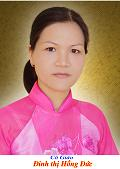 Cô Giáo
Đinh thị Hồng Đức